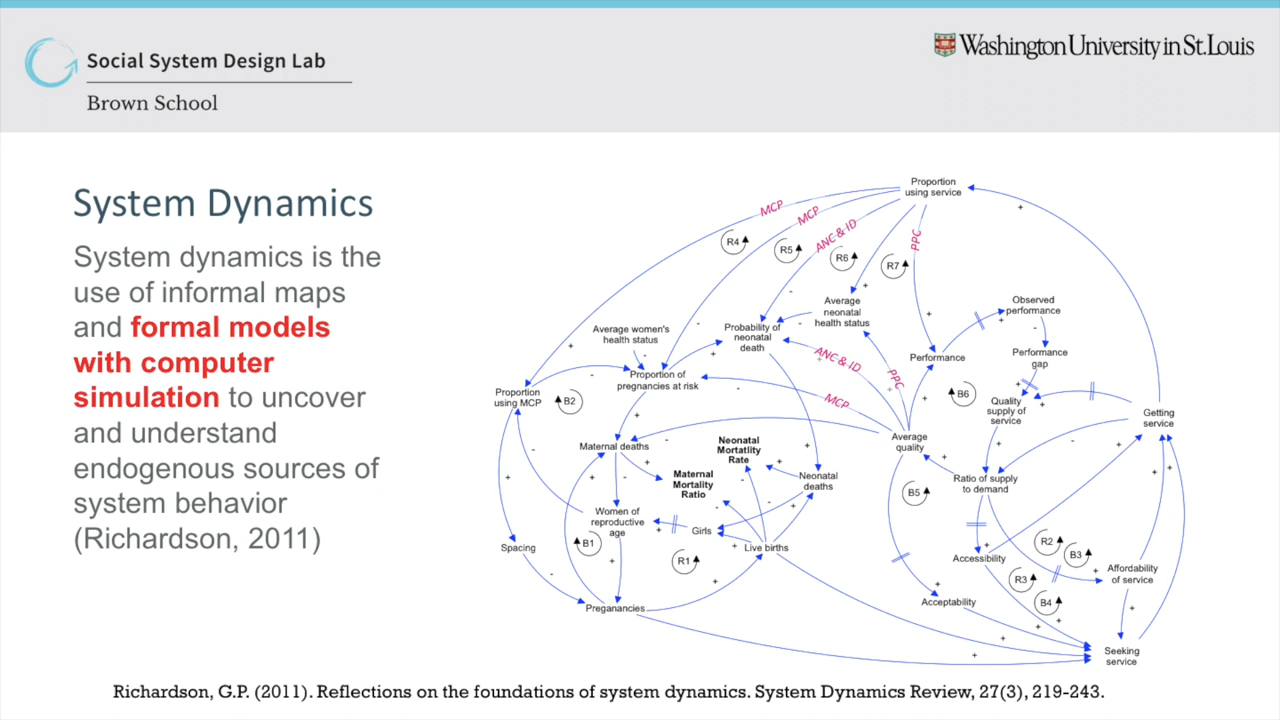 Social System Design Lab
Brown School
Washington University in St. Louis
System Dynamics
System dynamics is the
use of informal maps
and formal models
with computer
simulation to uncover
and understand
endogenous sources of
system behavior
(Richardson, 2011)
Proportion
using service
MCP
MCP
ANC & ID
PPC
R4
R5
R6
R7
+
Average
neonatal
health status
Observed
performance
Average women's
health status
Probability of
neonatal
death
Performance
Performance
gap
Proportion of
pregnancies at risk
ANC & ID
PPC
MCP
Proportion
using MCP
B2
B6
Quality
supply of
service
Getting
service
Maternal deaths
Neonatal
Mortatlity
Rate
Average
quality
Maternal
Mortality
Ratio
Neonatal
deaths
Ratio of supply
to demand
B5
Women of
reproductive
age
Girls
Spacing
B1
R1
Live births
Accessibility
R2
B3
R3
B4
Affordability
of service
Preganancies
Acceptability
Seeking
service
Richardson, G.P. (2011). Reflections on the foundations of system dynamics. System Dynamics Review, 27(3), 219-243.